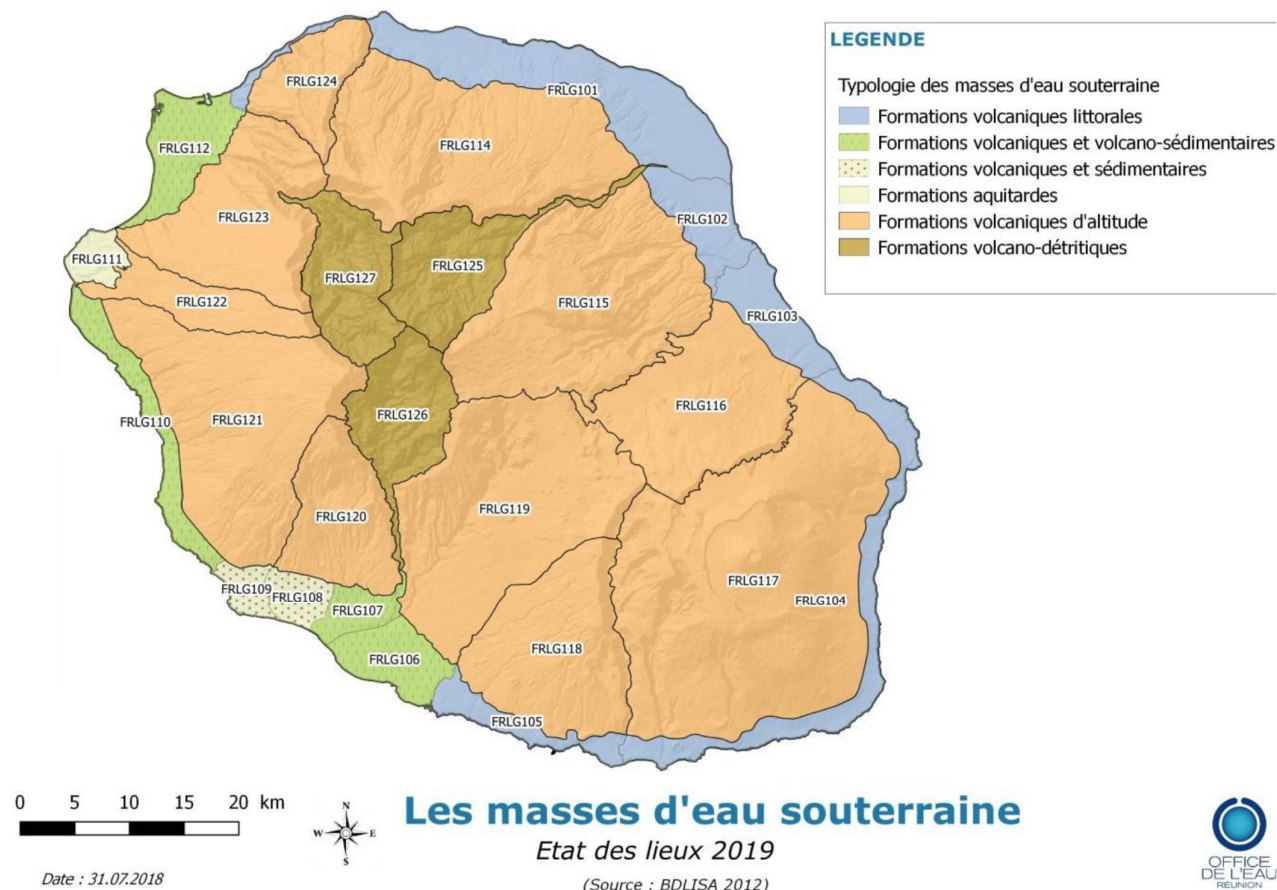 LEGENDE
Typologie des masses d'eau souterraine
Formations volcaniques littorales
Formations volcaniques et volcano-sédimentaires
Formations volcaniques et sédimentaires
Formations aquitardes
Formations volcaniques d'altitude
Formations volcano-détritiques
FRLG124
FRLG101
FRLG112
FRLG114
FRLG123
FRLG102
FRLG111
FRLG127
FRLG125
FRLG122
FRLG115
FRLG103
FRLG110
FRLG121
FRLG126
FRLG116
FRLG120
FRLG119
FRLG109
FRLG108
FRLG107
FRLG117
FRLG104
FRLG106
FRLG118
FRLG105
0 5 10 15 20 km
N
W E
S
Les masses d'eau souterraine
Etat des lieux 2019
(Source : BDLISA 2012)
Date : 31.07.2018
OFFICE
DE L'EAU
RÉUNION